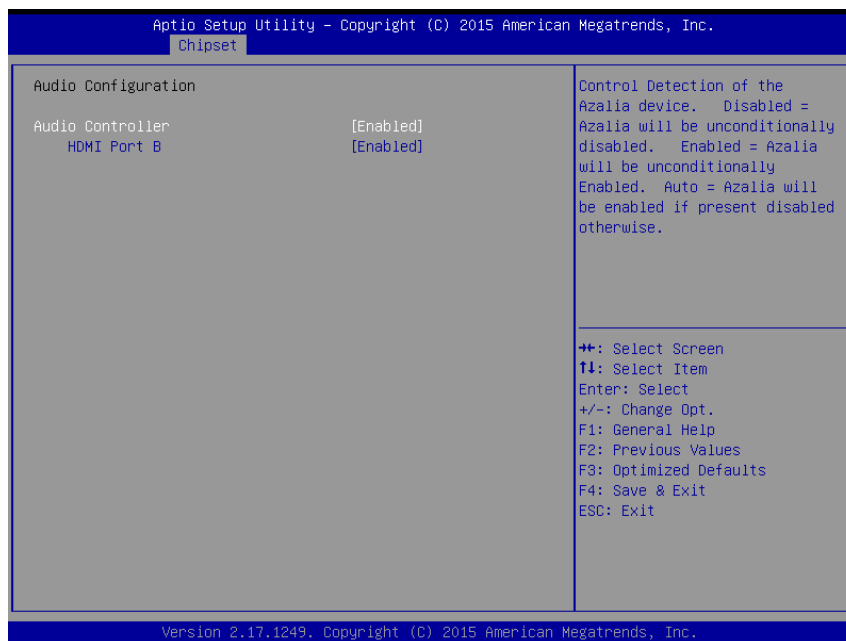 Aptio Setup Utility – Copyright (C) 2015 American Megatrends, Inc.
Chipset
Audio Configuration
Audio Controller [Enabled]
HDMI Port B [Enabled]
Control Detection of the
Azalia device. Disabled =
Azalia will be unconditionally
disabled. Enabled = Azalia
will be unconditionally
Enabled. Auto = Azalia will
be enabled if present disabled
otherwise.
→←: Select Screen
↑↓: Select Item
Enter: Select
+/-: Change Opt.
F1: General Help
F2: Previous Values
F3: Optimized Defaults
F4: Save & Exit
ESC: Exit
Version 2.17.1249. Copyright (C) 2015 American Megatrends, Inc.